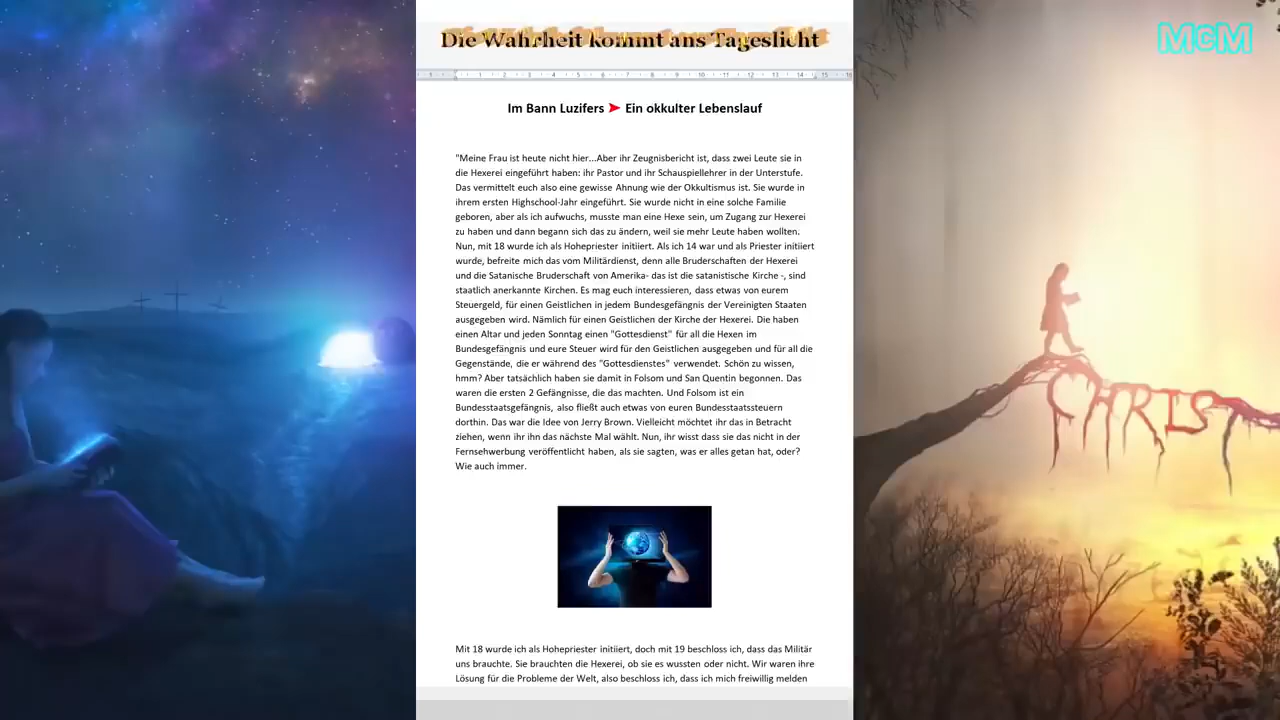 Die Wahrheit kommt ans Tageslicht
McM
1 1 2 3 4 5 6 7 8 9 10 11 12 13 14 15 16
Im Bann Luzifers ➤ Ein okkulter Lebenslauf
"Meine Frau ist heute nicht hier...Aber ihr Zeugnisbericht ist, dass zwei Leute sie in
die Hexerei eingeführt haben: ihr Pastor und ihr Schauspiellehrer in der Unterstufe.
Das vermittelt euch also eine gewisse Ahnung wie der Okkultismus ist. Sie wurde in
ihrem ersten Highschool-Jahr eingeführt. Sie wurde nicht in eine solche Familie
geboren, aber als ich aufwuchs, musste man eine Hexe sein, um Zugang zur Hexerei
zu haben und dann begann sich das zu ändern, weil sie mehr Leute haben wollten.
Nun, mit 18 wurde ich als Hohepriester initiiert. Als ich 14 war und als Priester initiiert
wurde, befreite mich das vom Militärdienst, denn alle Bruderschaften der Hexerei
und die Satanische Bruderschaft von Amerika- das ist die satanistische Kirche -, sind
staatlich anerkannte Kirchen. Es mag euch interessieren, dass etwas von eurem
Steuergeld, für einen Geistlichen in jedem Bundesgefängnis der Vereinigten Staaten
ausgegeben wird. Nämlich für einen Geistlichen der Kirche der Hexerei. Die haben
einen Altar und jeden Sonntag einen "Gottesdienst" für all die Hexen im
Bundesgefängnis und eure Steuer wird für den Geistlichen ausgegeben und für all die
Gegenstände, die er während des "Gottesdienstes" verwendet. Schön zu wissen,
hmm? Aber tatsächlich haben sie damit in Folsom und San Quentin begonnen. Das
waren die ersten 2 Gefängnisse, die das machten. Und Folsom ist ein
Bundesstaatsgefängnis, also fließt auch etwas von euren Bundesstaatssteuern
dorthin. Das war die Idee von Jerry Brown. Vielleicht möchtet ihr das in Betracht
ziehen, wenn ihr ihn das nächste Mal wählt. Nun, ihr wisst dass sie das nicht in der
Fernsehwerbung veröffentlicht haben, als sie sagten, was er alles getan hat, oder?
Wie auch immer.
CHRIST
Mit 18 wurde ich als Hohepriester initiiert, doch mit 19 beschloss ich, dass das Militär
uns brauchte. Sie brauchten die Hexerei, ob sie es wussten oder nicht. Wir waren ihre
Lösung für die Probleme der Welt, also beschloss ich, dass ich mich freiwillig melden